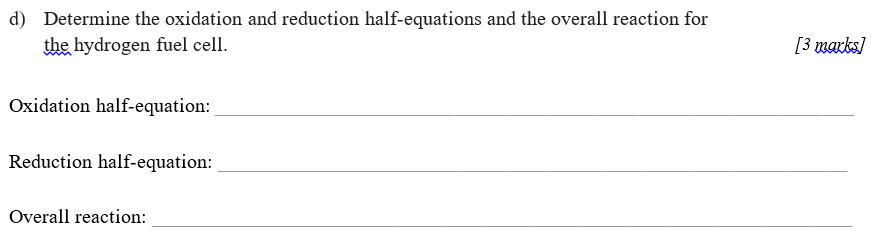 d) Determine the oxidation and reduction half-equations and the overall reaction for
the hydrogen fuel cell. [3 marks]
Oxidation half-equation:
Reduction half-equation:
Overall reaction: